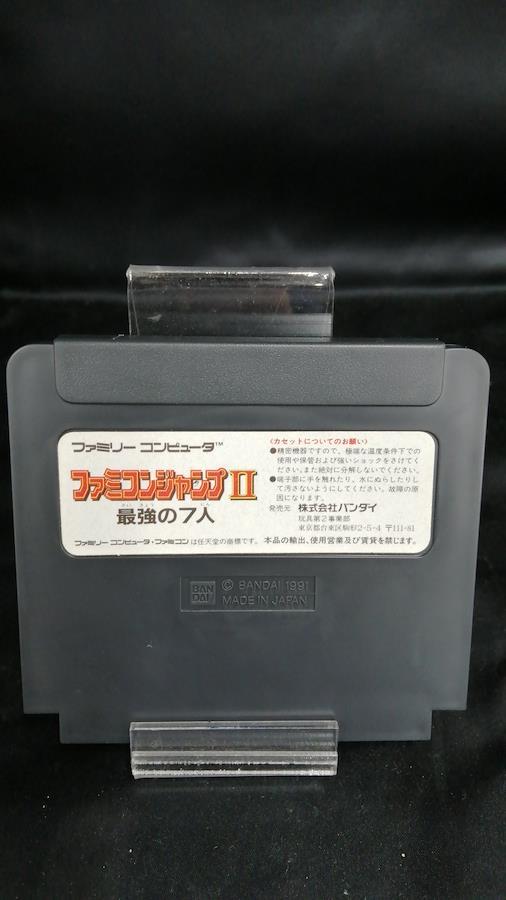 ファミリー コンピュータ™
ファミコンジャンプII
さいきょう にん
最強の7人
ファミリー コンピュータ・ファミコンは任天堂の商標です。
〈カセットについてのお願い〉
●精密機器ですので、極端な温度条件下での
使用や保管および強いショックをさけてく
ださい。また絶対に分解しないでください。
●端子部に手を触れたり、水にぬらしたりし
て汚さないようにしてください。故障の原
因になります。
発売元 株式会社バンダイ
玩具第2事業部
東京都台東区駒形2-5-4 〒111-81
本品の輸出、使用営業及び賃貸を禁じます。
BAN
DAI
© BANDAI 1991
MADE IN JAPAN